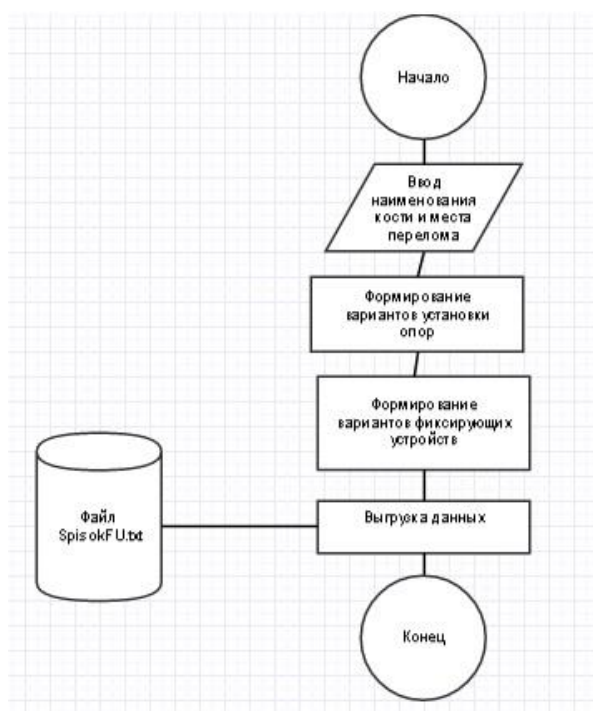 Начало
Ввод
наименования
кости и места
перелома
Формирование
вариантов установки
опор
Формирование
вариантов фиксирующих
устройств
Файл
SpisokFU.txt
Выгрузка данных
Конец